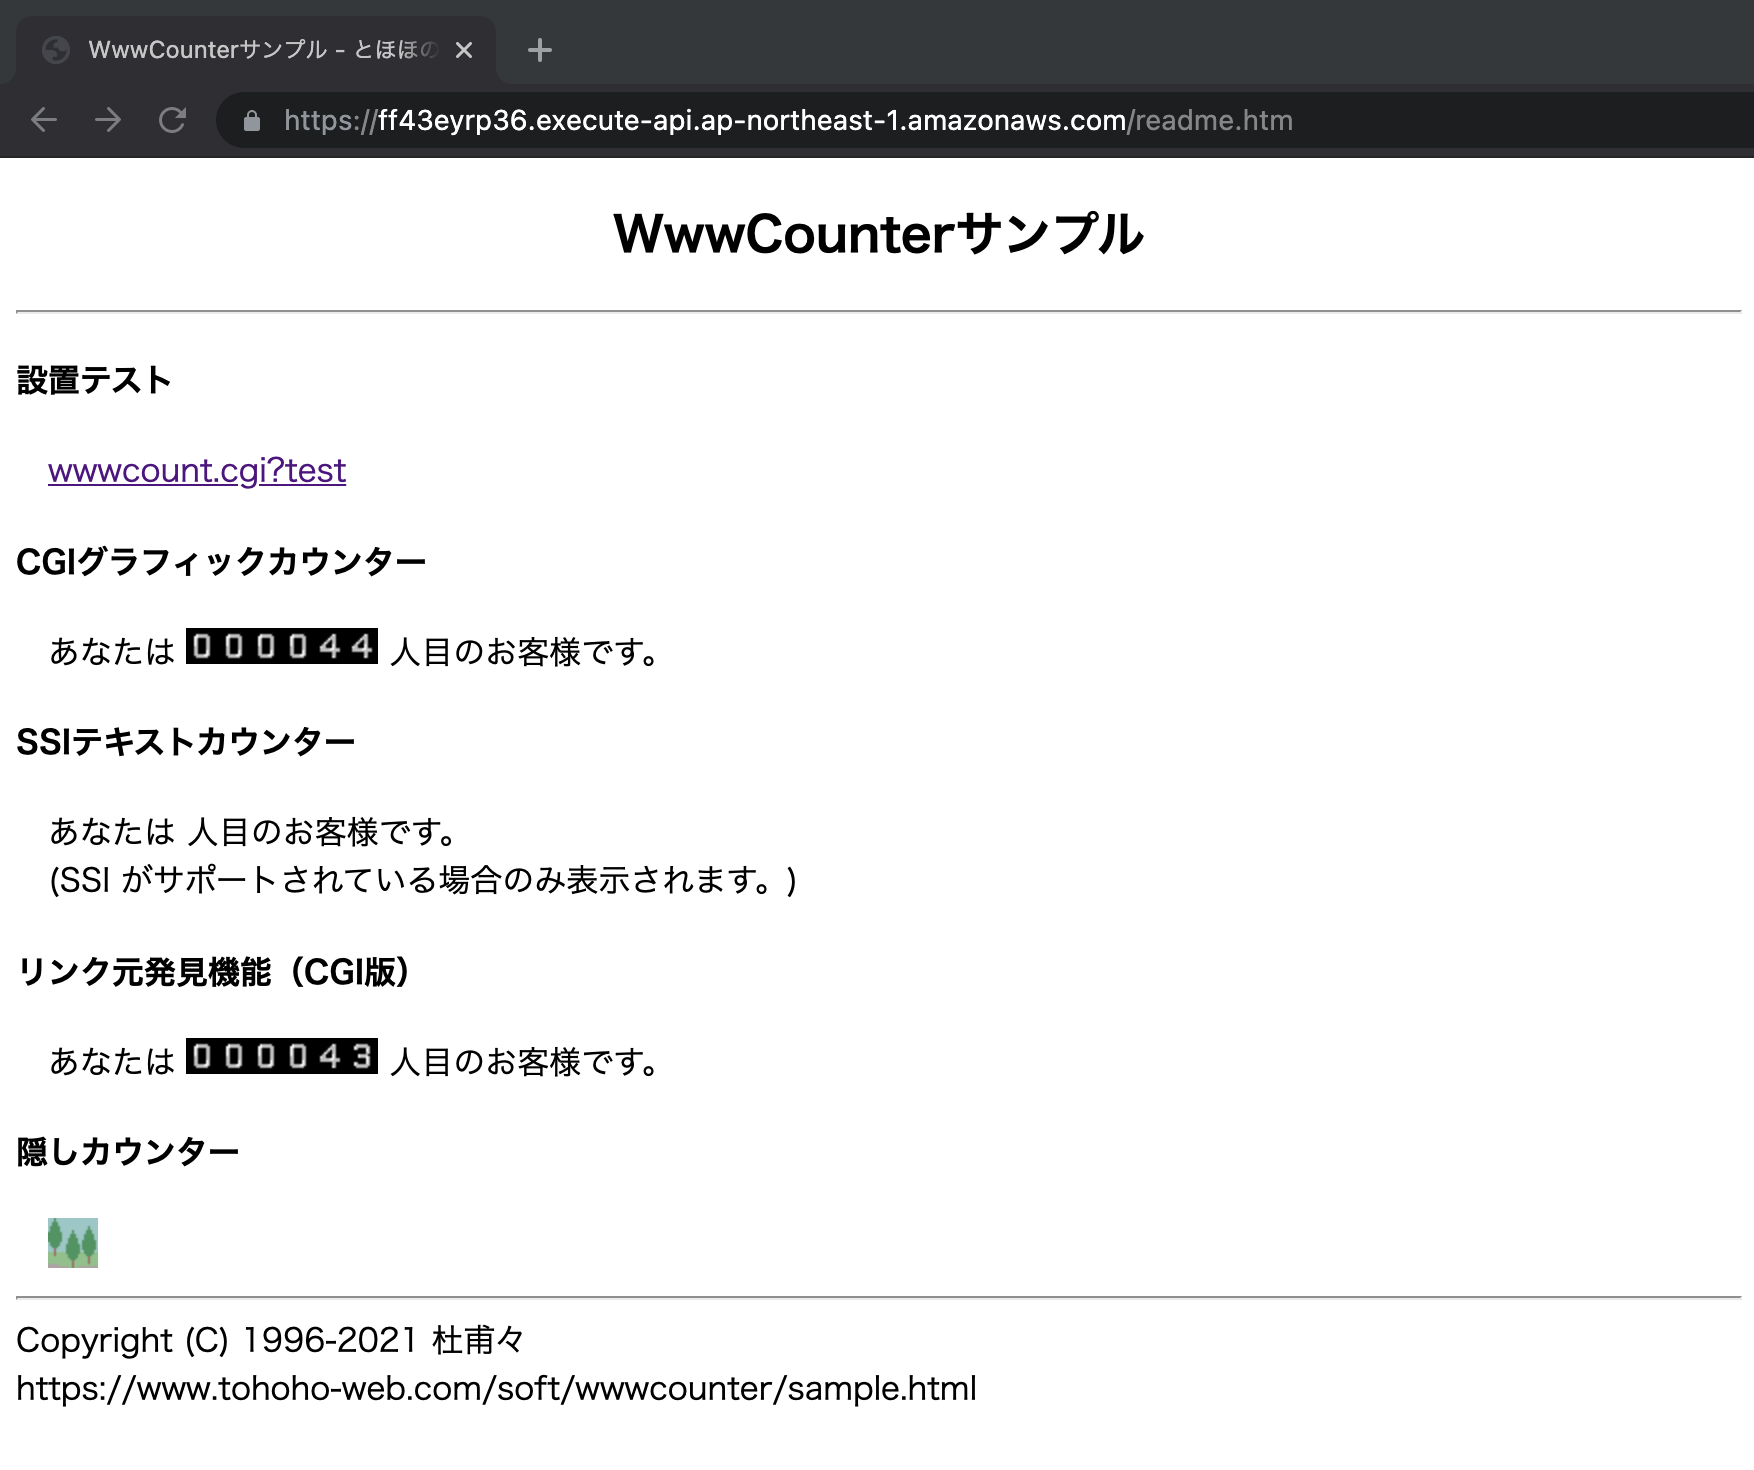 WwwCounterサンプル - とほほの
https://ff43eyrp36.execute-api.ap-northeast-1.amazonaws.com/readme.htm
WwwCounterサンプル
設置テスト
wwwcount.cgi?test
CGIグラフィックカウンター
あなたは 000044 人目のお客様です。
SSIテキストカウンター
あなたは 人目のお客様です。
(SSI がサポートされている場合のみ表示されます。)
リンク元発見機能（CGI版）
あなたは 000043 人目のお客様です。
隠しカウンター
Copyright (C) 1996-2021 杜甫々
https://www.tohoho-web.com/soft/wwwcounter/sample.html